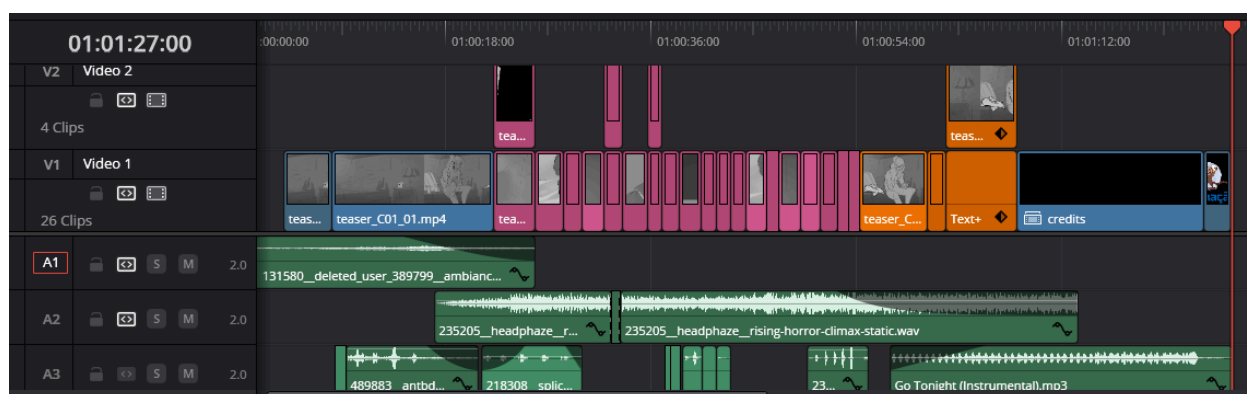 01:01:27:00
:00:00:00
01:00:18:00
01:00:36:00
01:00:54:00
01:01:12:00
V2 Video 2
4 Clips
tea...
teas...
V1 Video 1
26 Clips
teas...
teaser_C01_01.mp4
tea...
teaser_C...
Text+
credits
A1 S M 2.0
131580__deleted_user_389799__ambianc...
A2 S M 2.0
235205__headphaze__r...
235205__headphaze__rising-horror-climax-static.wav
A3 S M 2.0
489883__antbd...
218308__splic...
23...
Go Tonight (Instrumental).mp3